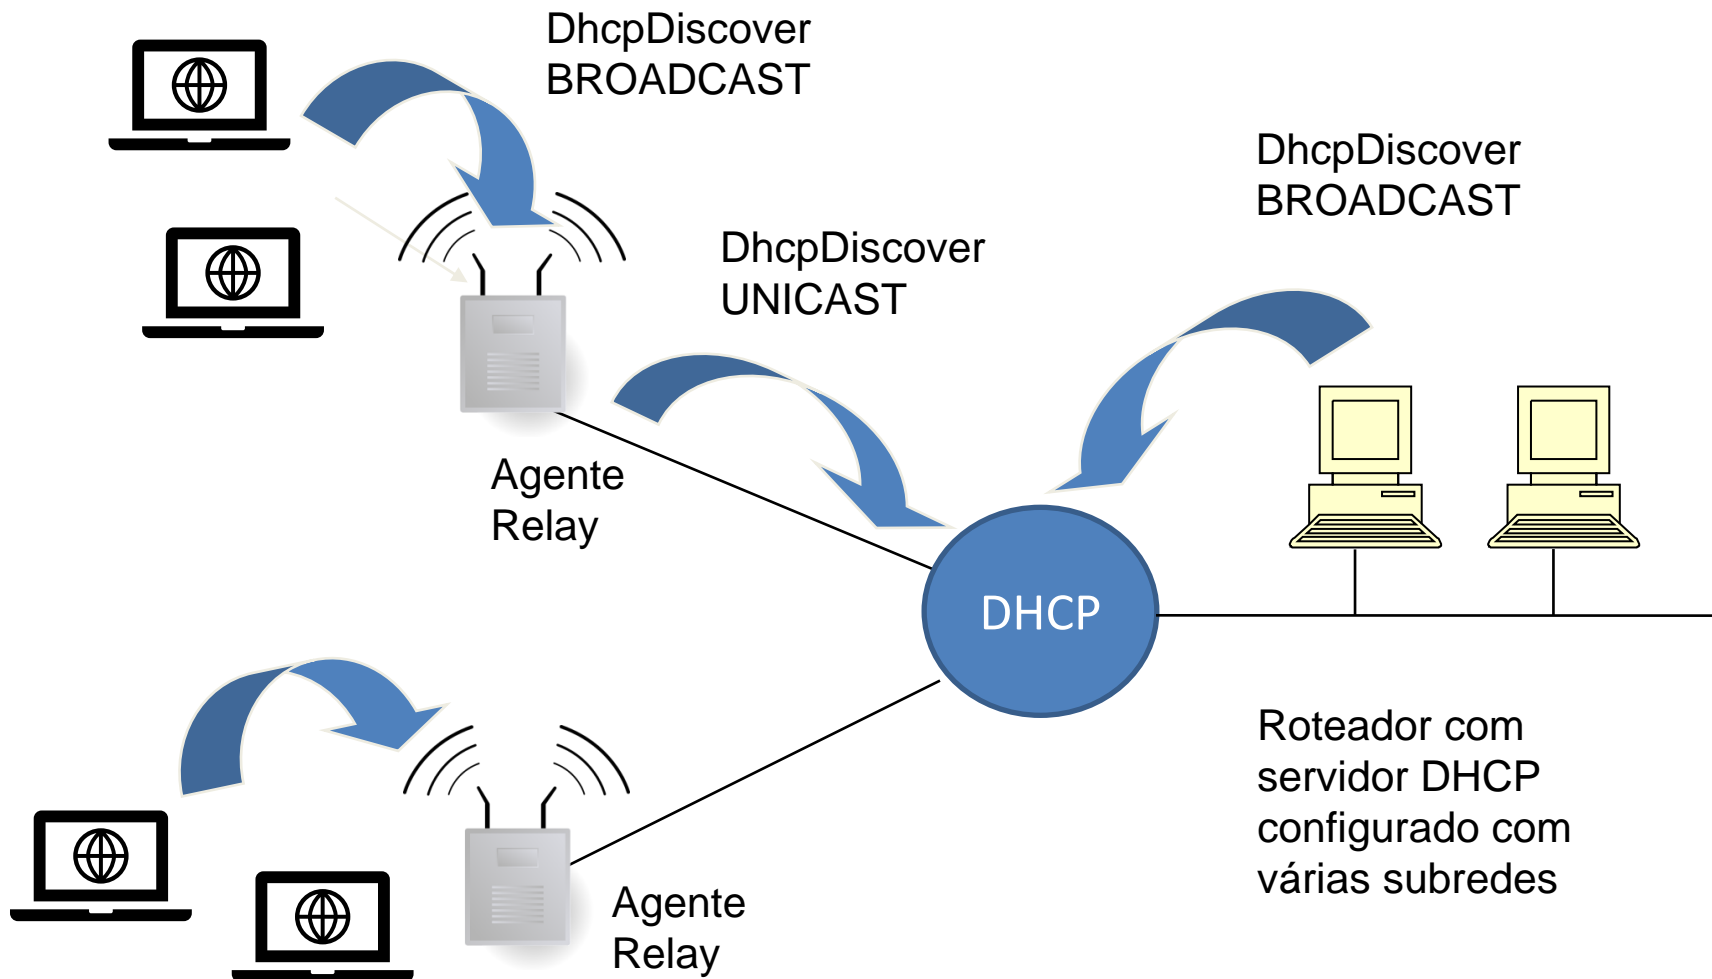 DhcpDiscover
BROADCAST
DhcpDiscover
BROADCAST
DhcpDiscover
UNICAST
Agente
Relay
DHCP
Roteador com
servidor DHCP
configurado com
várias subredes
Agente
Relay